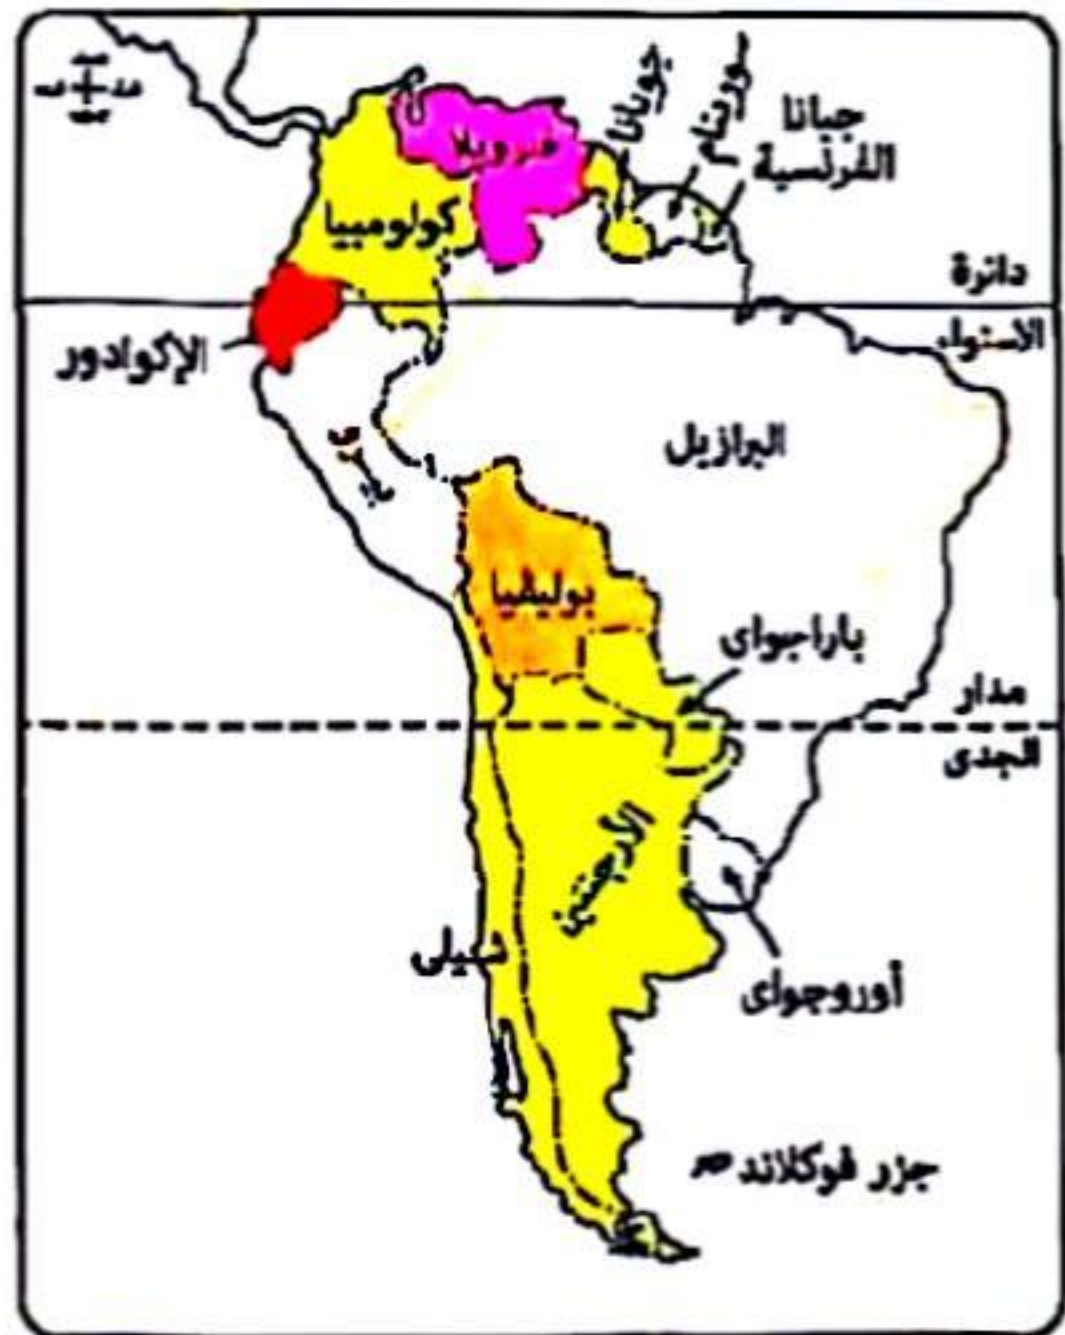 جويانا
سورينام
جبانا
الفرنسية
فنزويلا
كولومبيا
دائرة
الاستواء
الإكوادور
البرازيل
بيرو
بوليفيا
باراجواى
مدار
الجدى
الأرجنتين
شيلى
أوروجواى
جزر فوكلاند